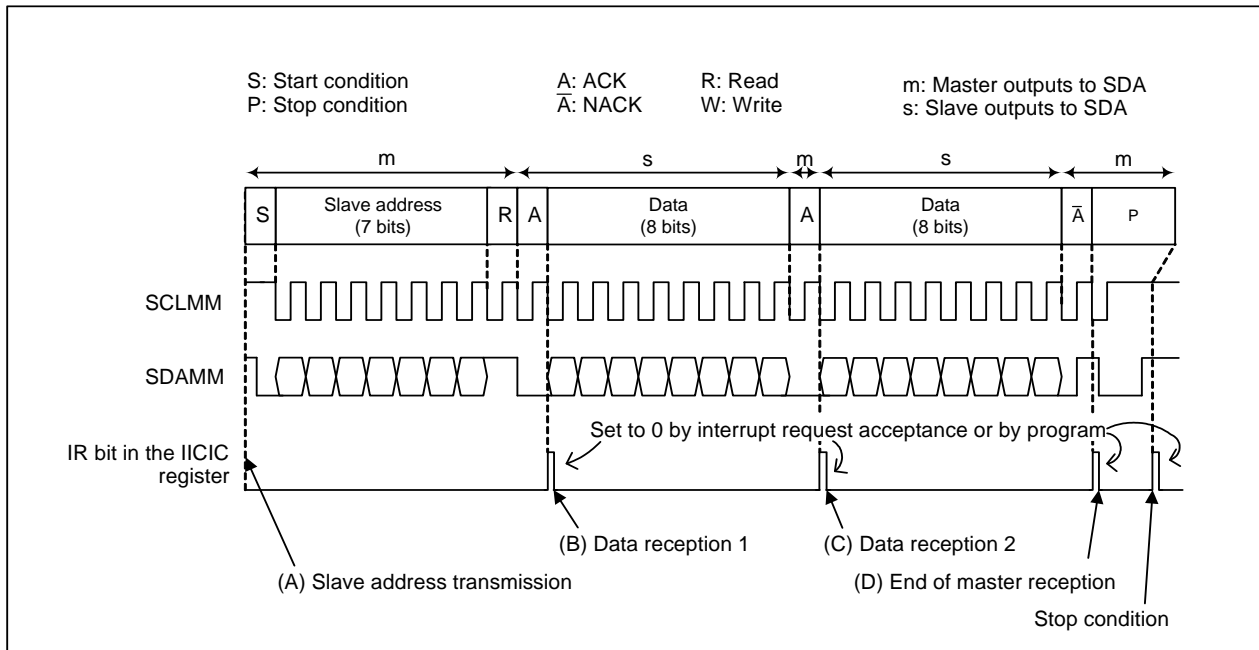 S: Start condition
P: Stop condition
A: ACK
A̅: NACK
R: Read
W: Write
m: Master outputs to SDA
s: Slave outputs to SDA
m s m s m
S Slave address (7 bits) R A Data (8 bits) A Data (8 bits) A̅ P
SCLMM
SDAMM
IR bit in the IICIC
register
Set to 0 by interrupt request acceptance or by program
(B) Data reception 1
(C) Data reception 2
(A) Slave address transmission
(D) End of master reception
Stop condition